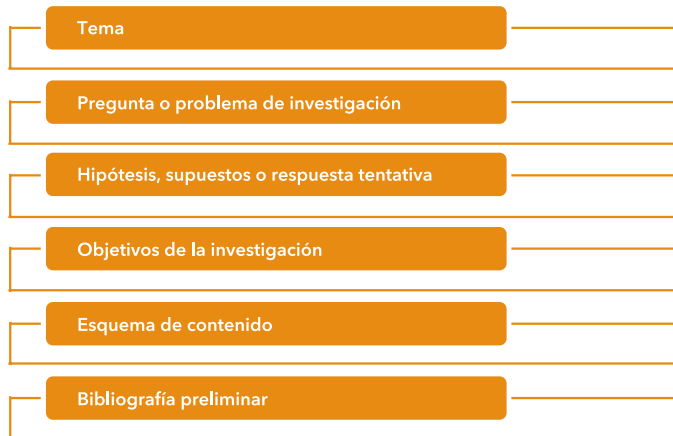 Tema
Pregunta o problema de investigación
Hipótesis, supuestos o respuesta tentativa
Objetivos de la investigación
Esquema de contenido
Bibliografía preliminar